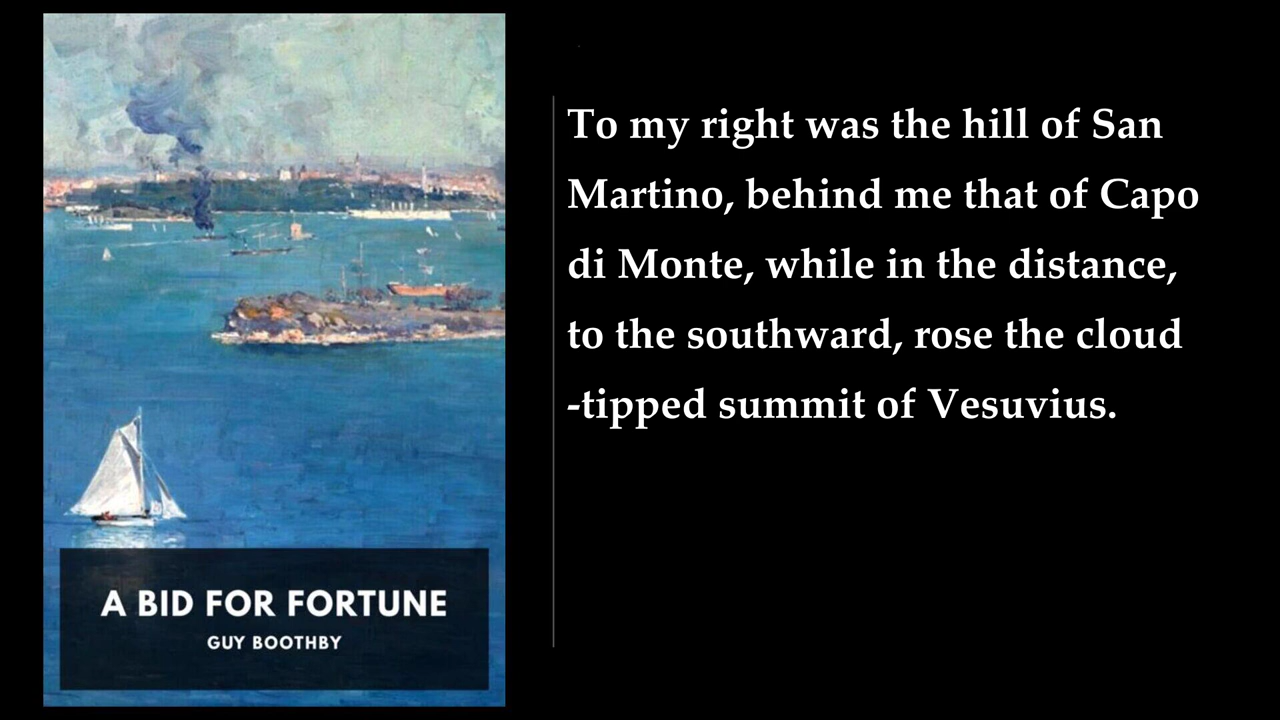 To my right was the hill of San
Martino, behind me that of Capo
di Monte, while in the distance,
to the southward, rose the cloud
-tipped summit of Vesuvius.
A BID FOR FORTUNE
GUY BOOTHBY